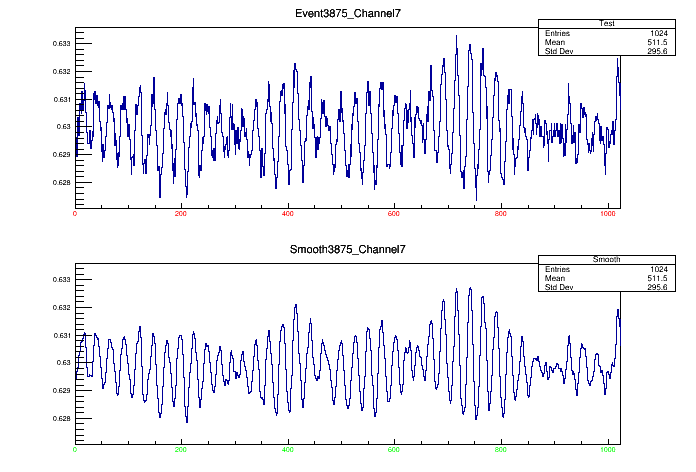 Event3875_Channel7
Test
Entries 1024
Mean 511.5
Std Dev 295.6
0.633
0.632
0.631
0.63
0.629
0.628
0 200 400 600 800 1000
Smooth3875_Channel7
Smooth
Entries 1024
Mean 511.5
Std Dev 295.6
0.633
0.632
0.631
0.63
0.629
0.628
0 200 400 600 800 1000